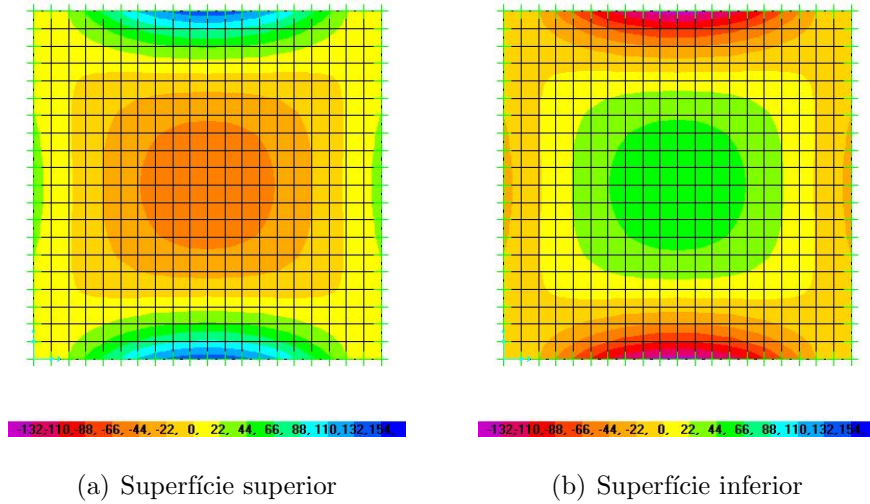 -132,-110,-88, -66, -44, -22, 0, 22, 44, 66, 88, 110,132,154,
-132,-110,-88, -66, -44, -22, 0, 22, 44, 66, 88, 110,132,154,
(a) Superfície superior
(b) Superfície inferior